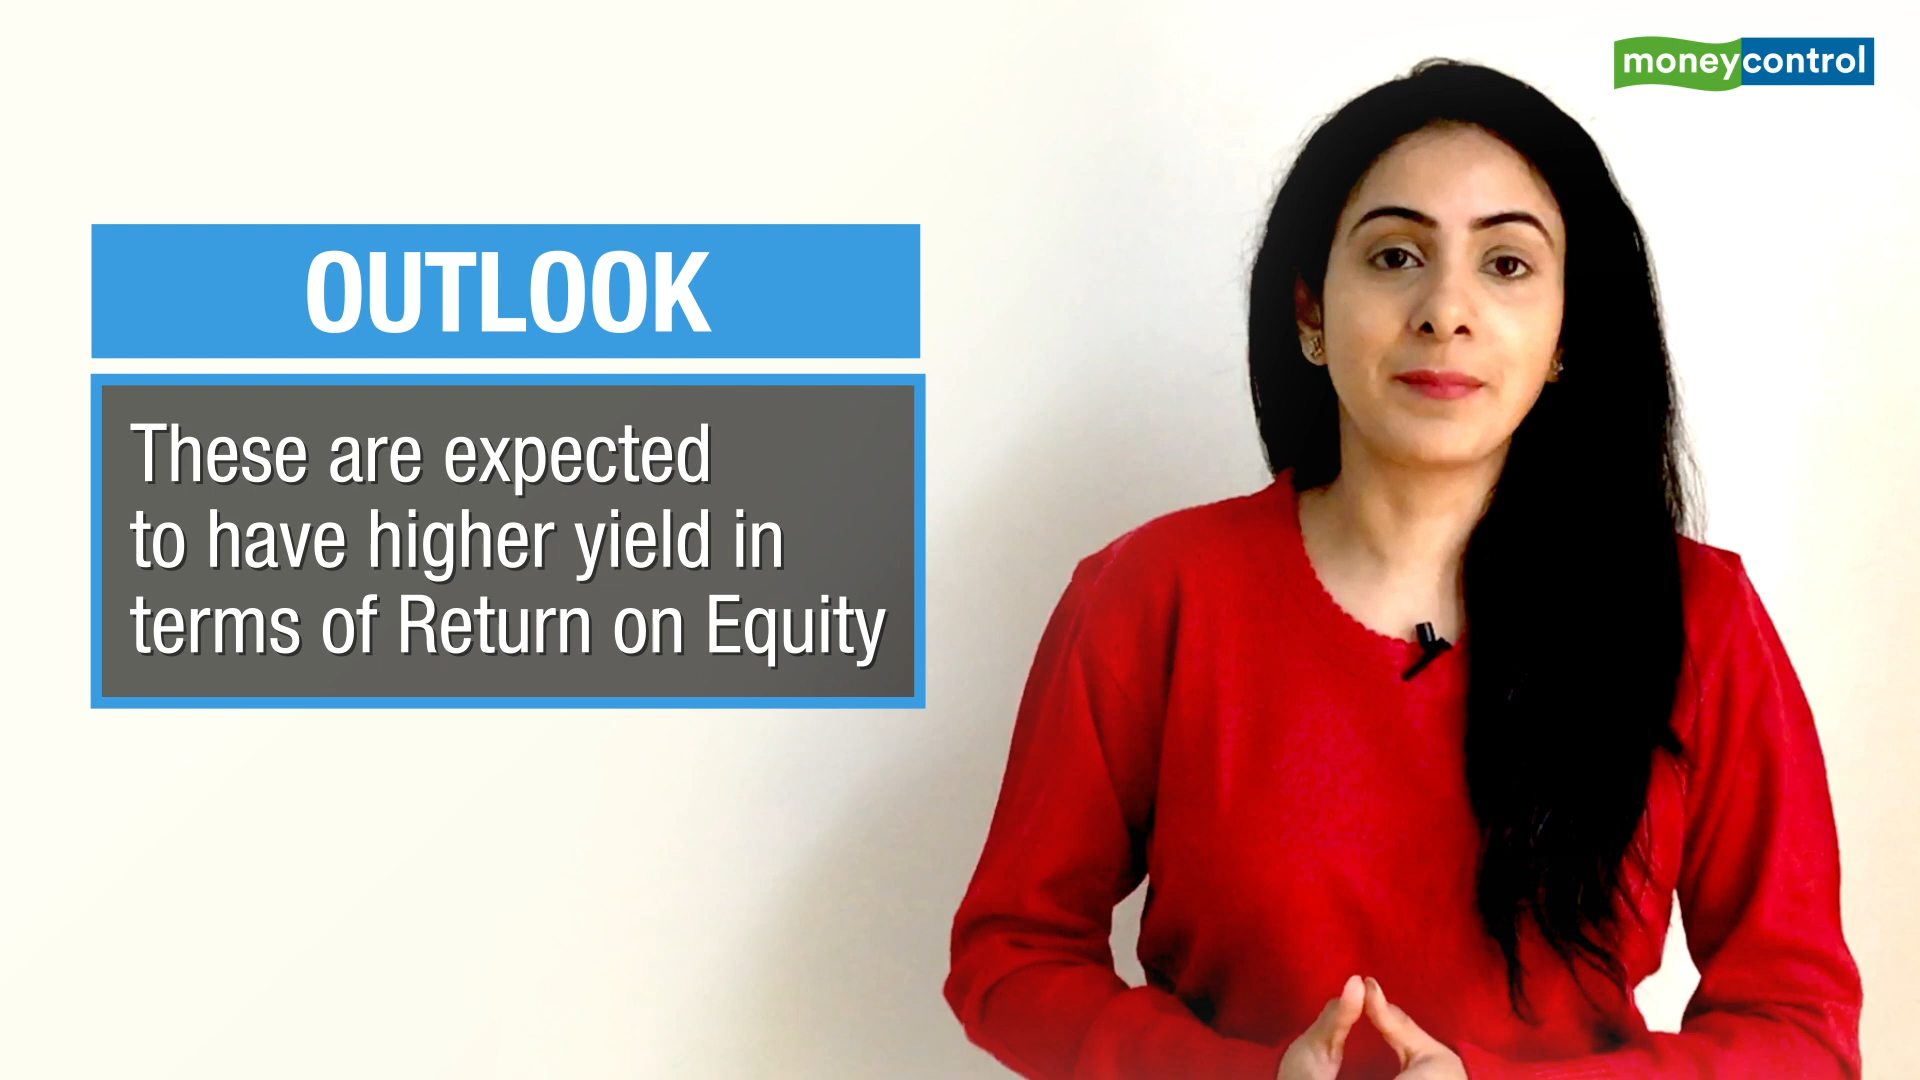 moneycontrol
OUTLOOK
These are expected
to have higher yield in
terms of Return on Equity